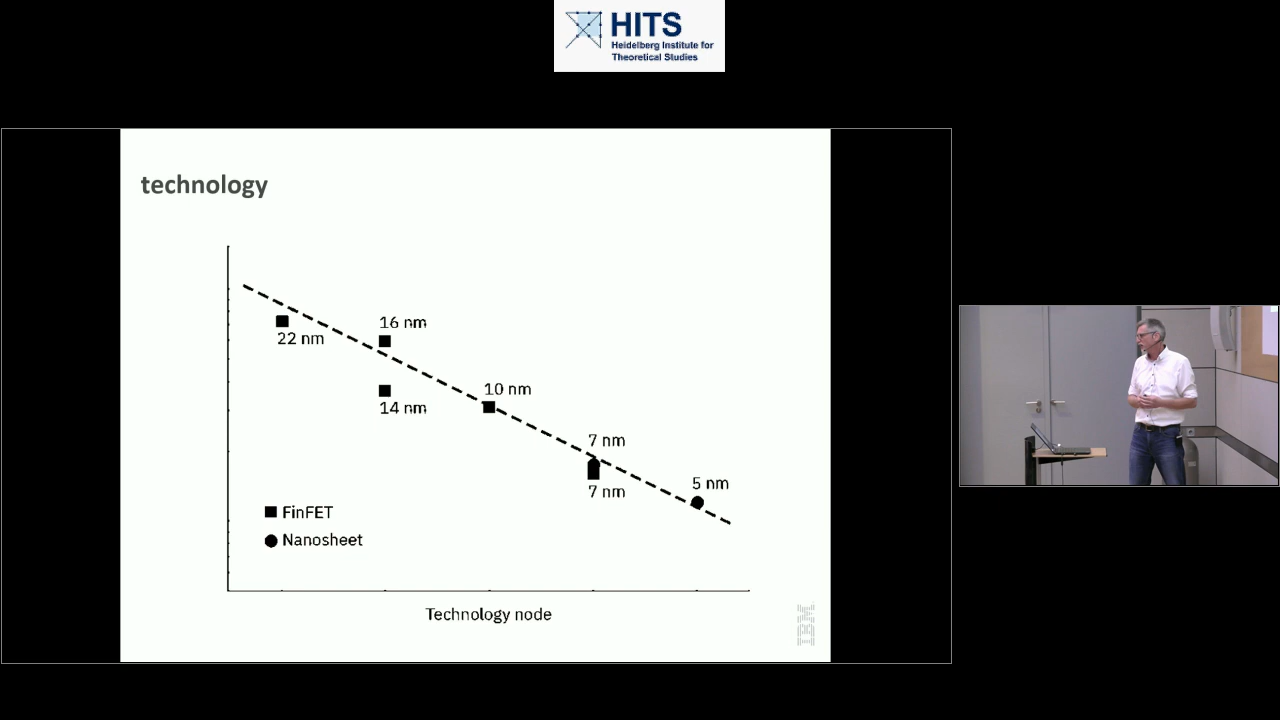 HITS
Heidelberg Institute for
Theoretical Studies
technology
16 nm
22 nm
10 nm
14 nm
7 nm
5 nm
7 nm
FinFET
Nanosheet
Technology node
IBM